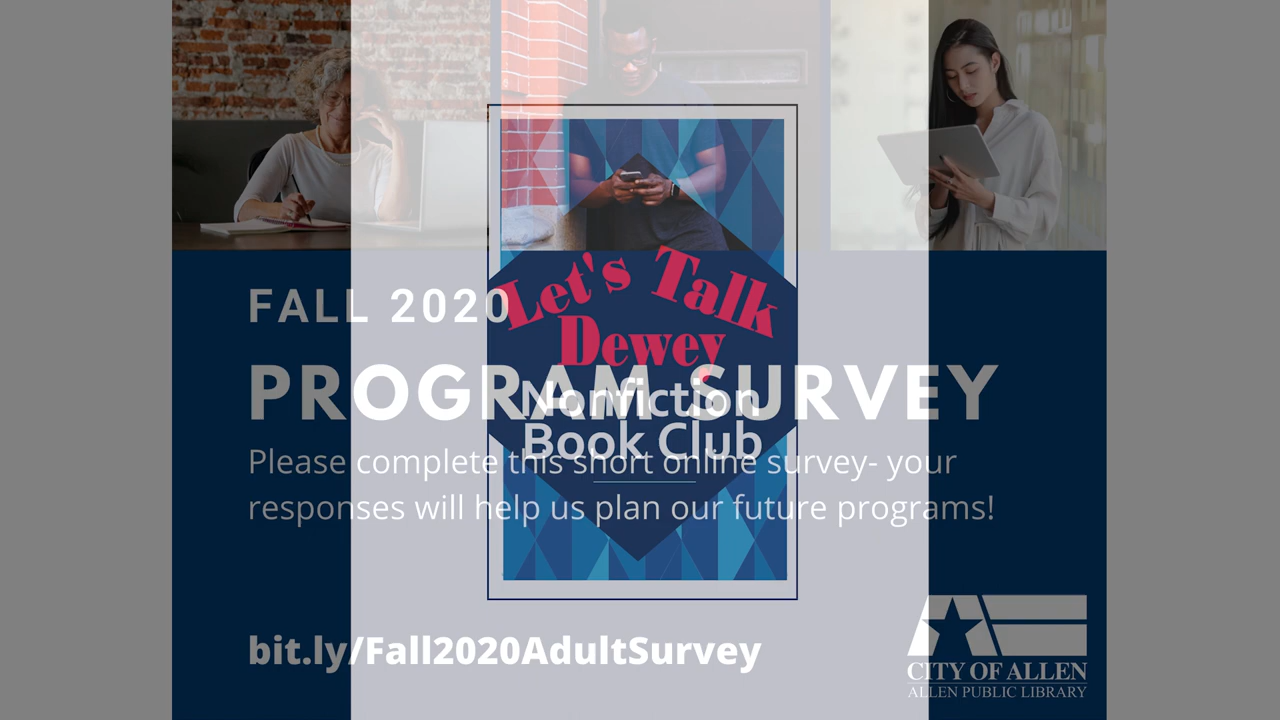 FALL 2020
PROGRAM SURVEY
Please complete this short online survey- your
responses will help us plan our future programs!
bit.ly/Fall2020AdultSurvey
Let's Talk
Dewey
Nonfiction
Book Club
CITY OF ALLEN
ALLEN PUBLIC LIBRARY